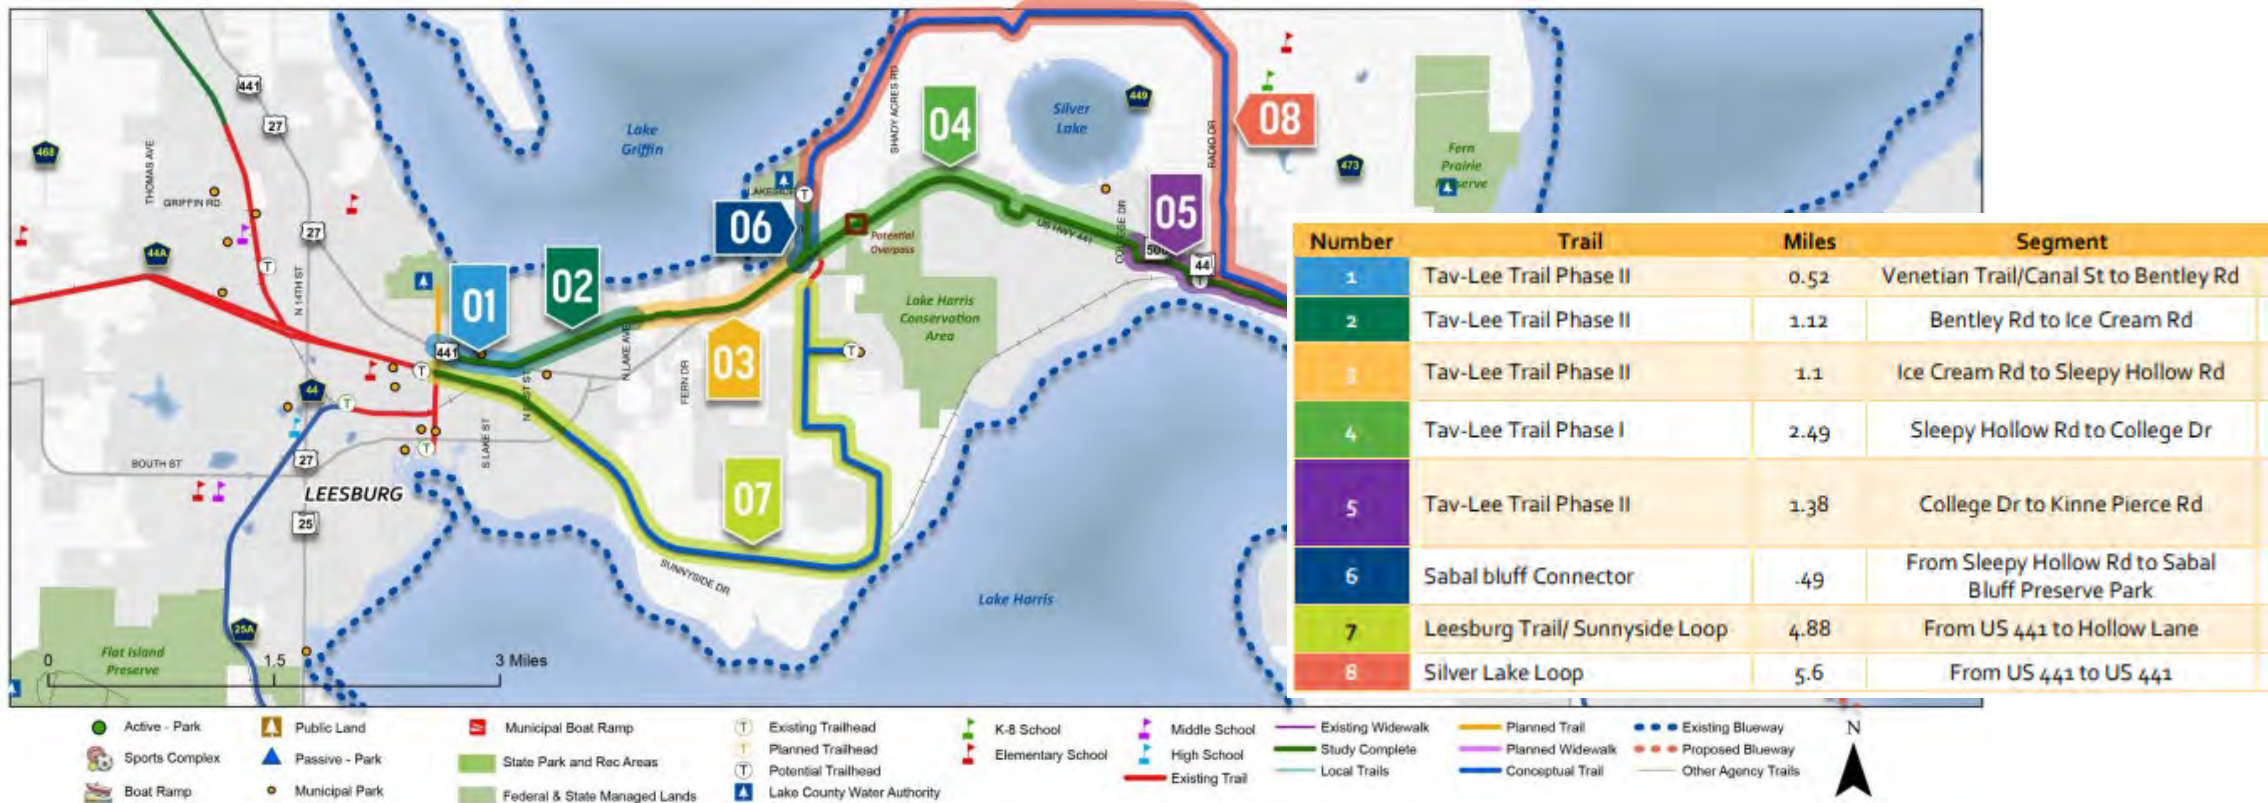 441
27
468
THOMAS AVE
GRIFFIN RD
27
44A
N 14TH ST
441
44
SOUTH ST
27
LEESBURG
25
25A
Flat Island
Preserve
0 1.5 3 Miles
Lake
Griffin
01
02
03
04
05
06
07
08
SHADY ACRES RD
Silver
Lake
449
RADIO DR
473
Fern
Prairie
Preserve
LAKESIDE
T
Potential
Overpass
US HWY 441
COLLEGE DR
44
T
Lake Harris
Conservation
Area
N LAKE AVE
FERN DR
S LAKE ST
T
T
T
T
T
SUNNYSIDE DR
Lake Harris
Number Trail Miles Segment
1 Tav-Lee Trail Phase II 0.52 Venetian Trail/Canal St to Bentley Rd
2 Tav-Lee Trail Phase II 1.12 Bentley Rd to Ice Cream Rd
3 Tav-Lee Trail Phase II 1.1 Ice Cream Rd to Sleepy Hollow Rd
4 Tav-Lee Trail Phase I 2.49 Sleepy Hollow Rd to College Dr
5 Tav-Lee Trail Phase II 1.38 College Dr to Kinne Pierce Rd
6 Sabal bluff Connector .49 From Sleepy Hollow Rd to Sabal
Bluff Preserve Park
7 Leesburg Trail/ Sunnyside Loop 4.88 From US 441 to Hollow Lane
8 Silver Lake Loop 5.6 From US 441 to US 441
Active - Park
Sports Complex
Boat Ramp
Public Land
Passive - Park
Municipal Park
Municipal Boat Ramp
State Park and Rec Areas
Federal & State Managed Lands
T Existing Trailhead
T Planned Trailhead
T Potential Trailhead
Lake County Water Authority
K-8 School
Elementary School
Middle School
High School
Existing Trail
Existing Widewalk
Study Complete
Local Trails
Planned Trail
Planned Widewalk
Conceptual Trail
Existing Blueway
Proposed Blueway
Other Agency Trails
N